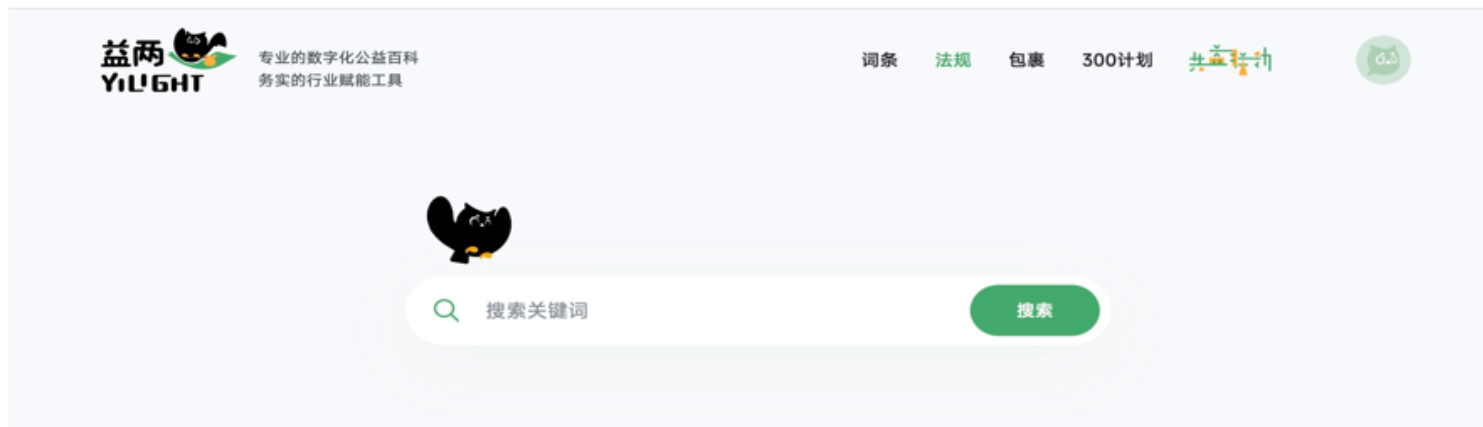 益两
YILIGHT
专业的数字化公益百科
务实的行业赋能工具
词条
法规
包裹
300计划
搜索关键词
搜索